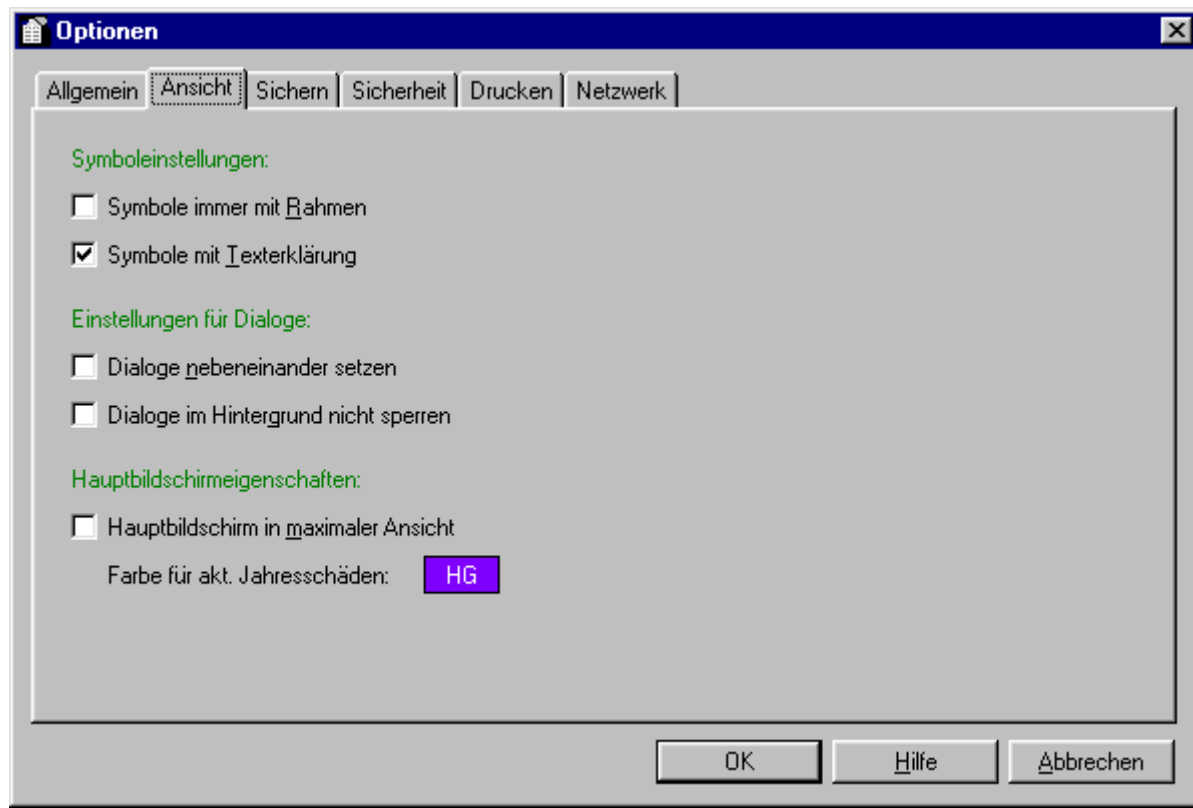 Optionen
Allgemein Ansicht Sichern Sicherheit Drucken Netzwerk
Symboleinstellungen:
Symbole immer mit Rahmen
Symbole mit Texterklärung
Einstellungen für Dialoge:
Dialoge nebeneinander setzen
Dialoge im Hintergrund nicht sperren
Hauptbildschirmeigenschaften:
Hauptbildschirm in maximaler Ansicht
Farbe für akt. Jahresschäden: HG
OK Hilfe Abbrechen